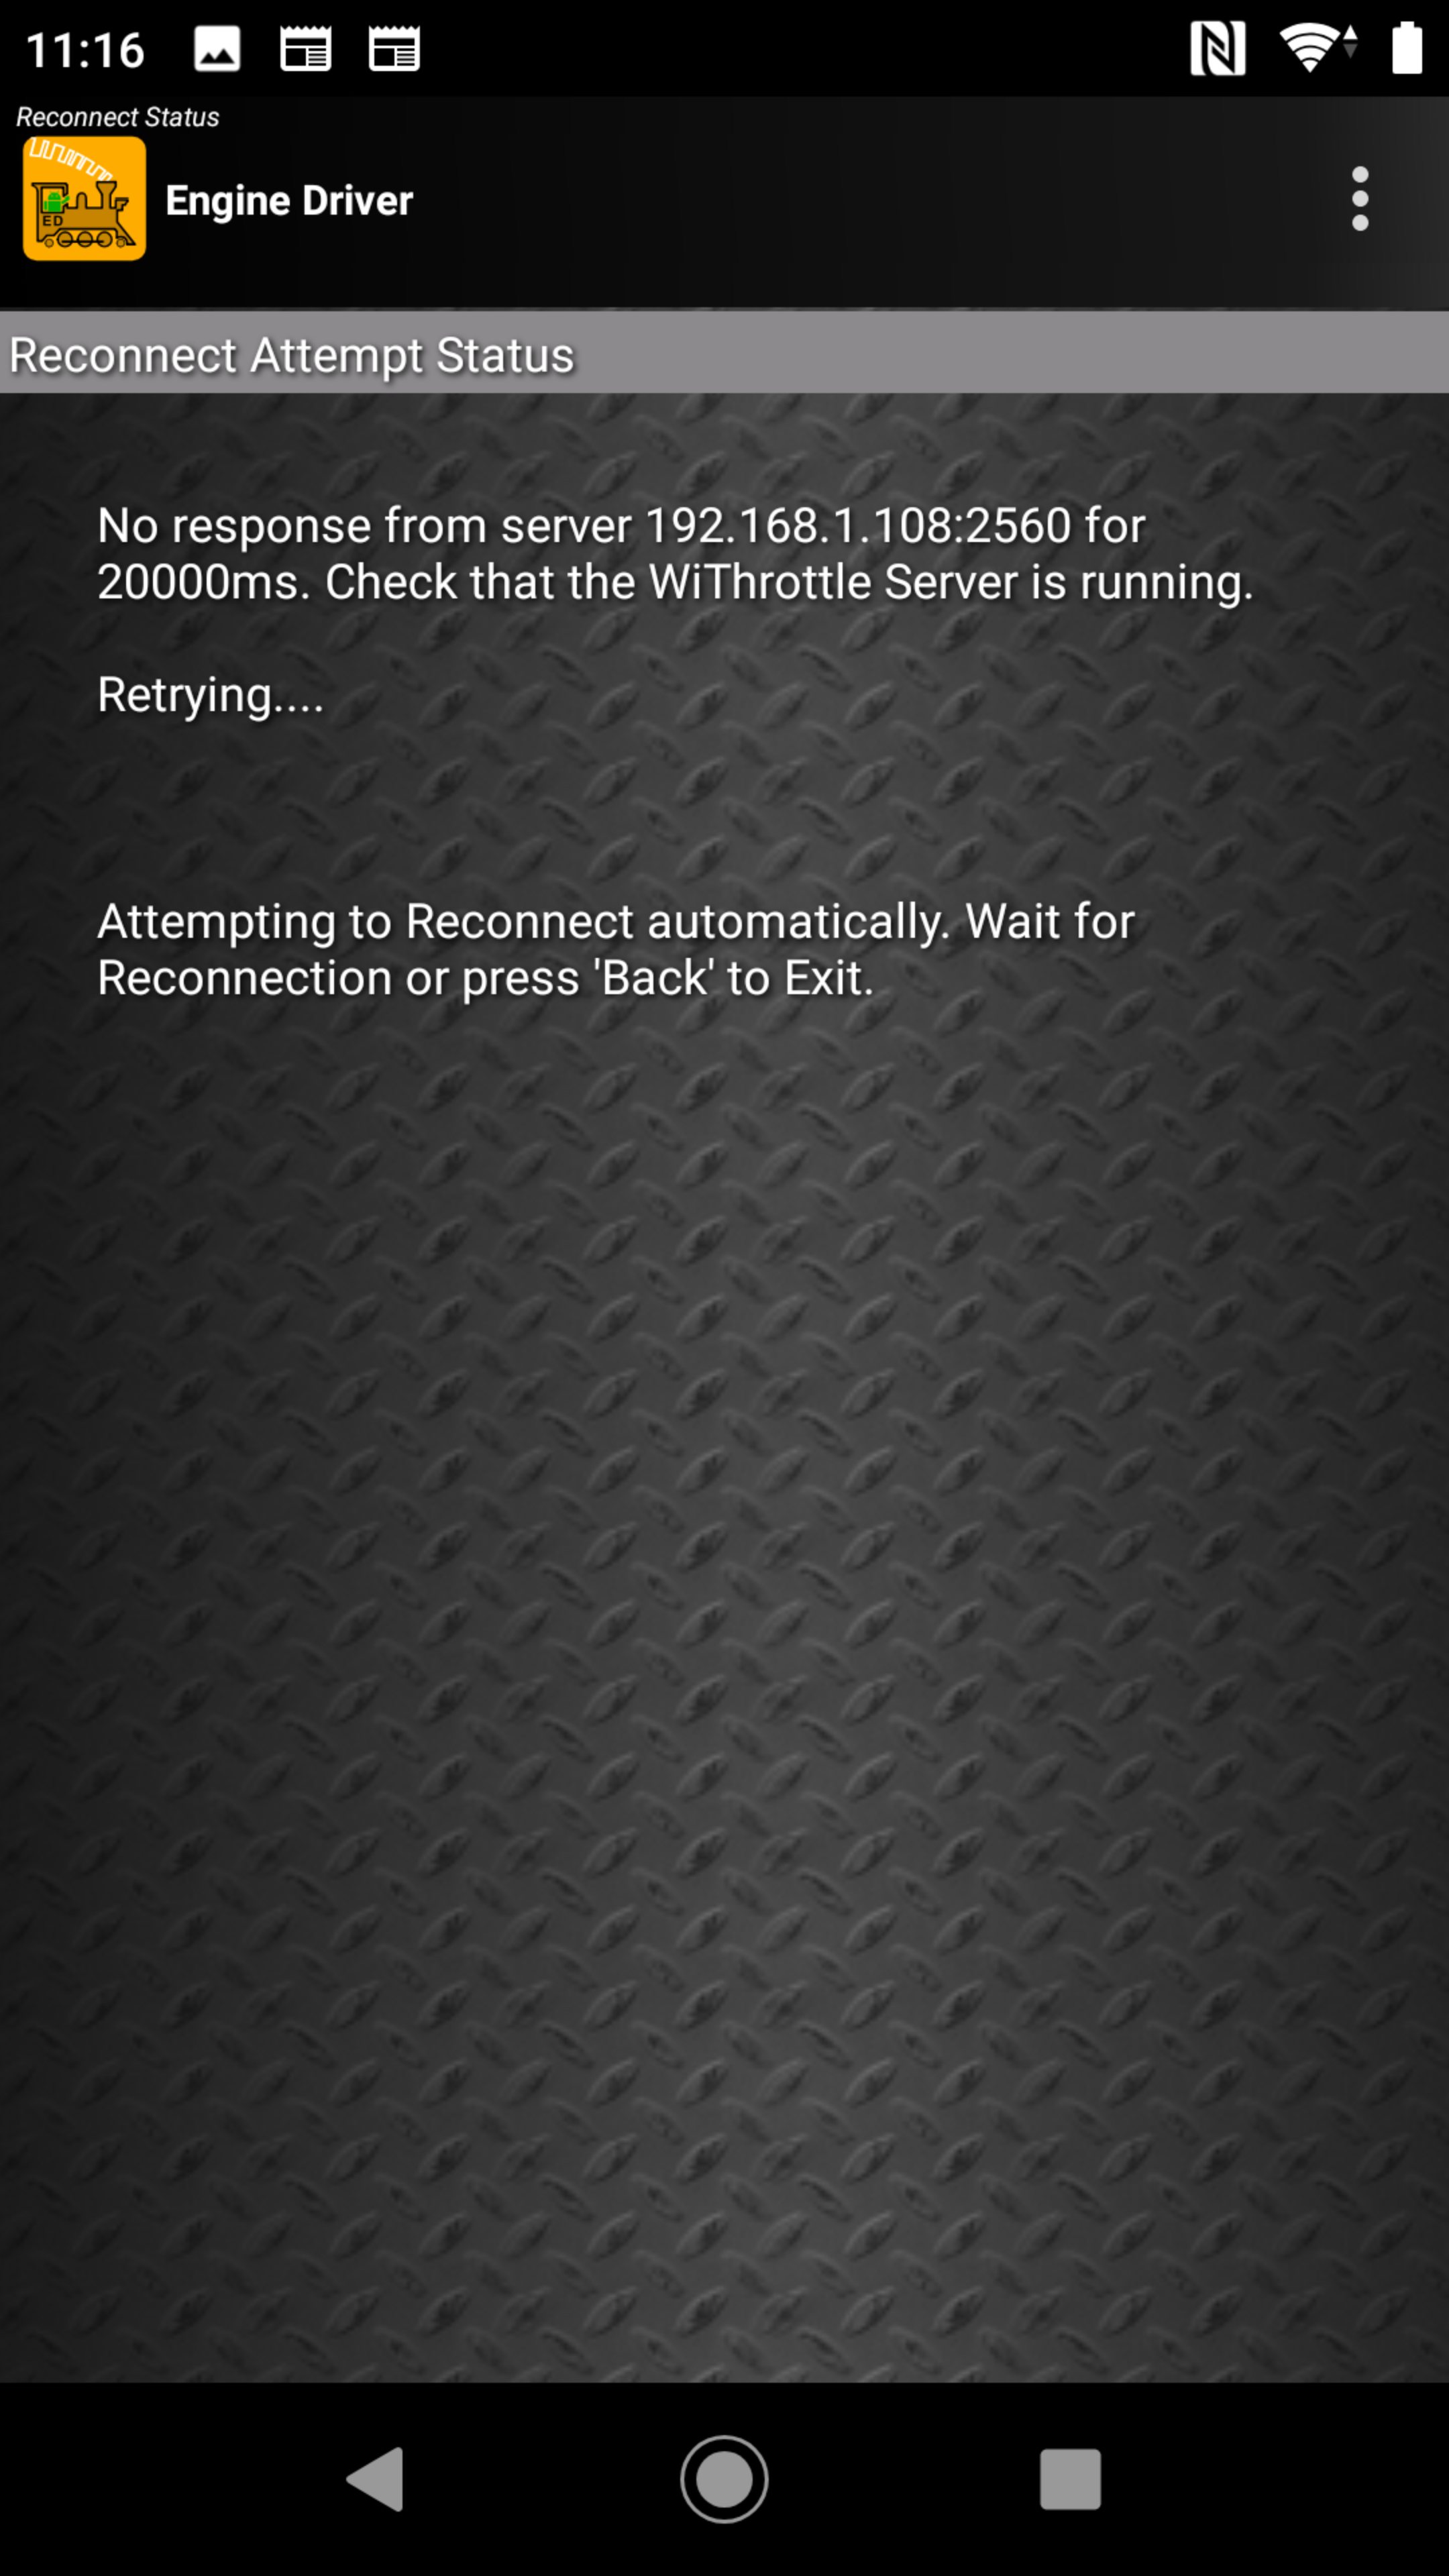 11:16
Reconnect Status
ED
Engine Driver
Reconnect Attempt Status
No response from server 192.168.1.108:2560 for
20000ms. Check that the WiThrottle Server is running.
Retrying....
Attempting to Reconnect automatically. Wait for
Reconnection or press 'Back' to Exit.